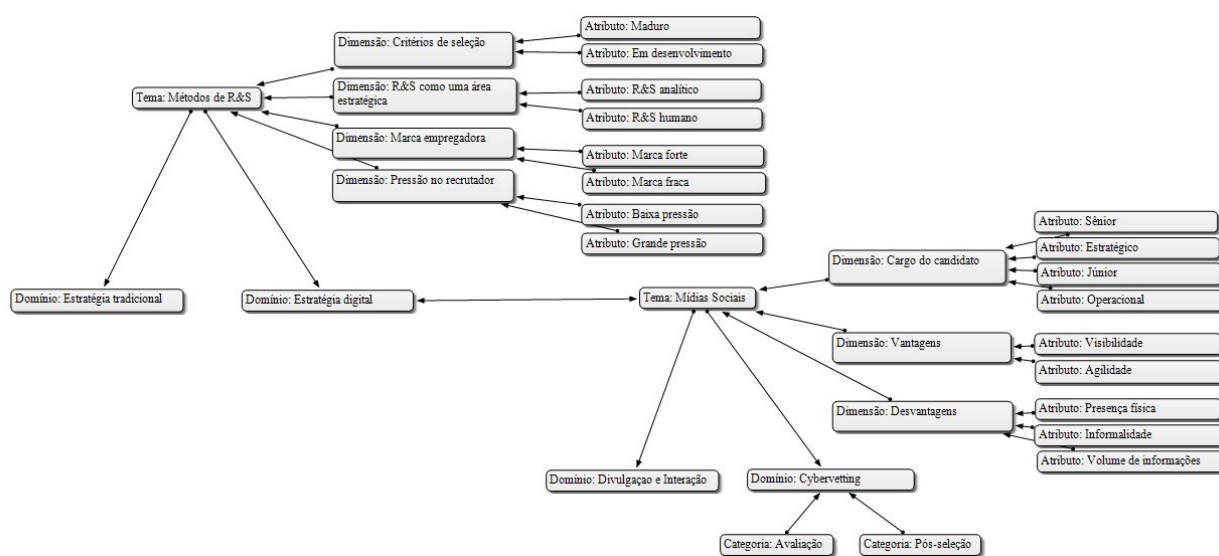 Atributo: Maduro
Dimensão: Critérios de seleção
Atributo: Em desenvolvimento
Tema: Métodos de R&S
Dimensão: R&S como uma área
estratégica
Atributo: R&S analítico
Atributo: R&S humano
Dimensão: Marca empregadora
Atributo: Marca forte
Atributo: Marca fraca
Dimensão: Pressão no recrutador
Atributo: Baixa pressão
Atributo: Grande pressão
Domínio: Estratégia tradicional
Domínio: Estratégia digital
Tema: Mídias Sociais
Atributo: Sênior
Dimensão: Cargo do candidato
Atributo: Estratégico
Atributo: Júnior
Atributo: Operacional
Dimensão: Vantagens
Atributo: Visibilidade
Atributo: Agilidade
Dimensão: Desvantagens
Atributo: Presença física
Atributo: Informalidade
Atributo: Volume de informações
Domínio: Divulgaçao e Interação
Domínio: Cybervetting
Categoria: Avaliação
Categoria: Pós-seleção